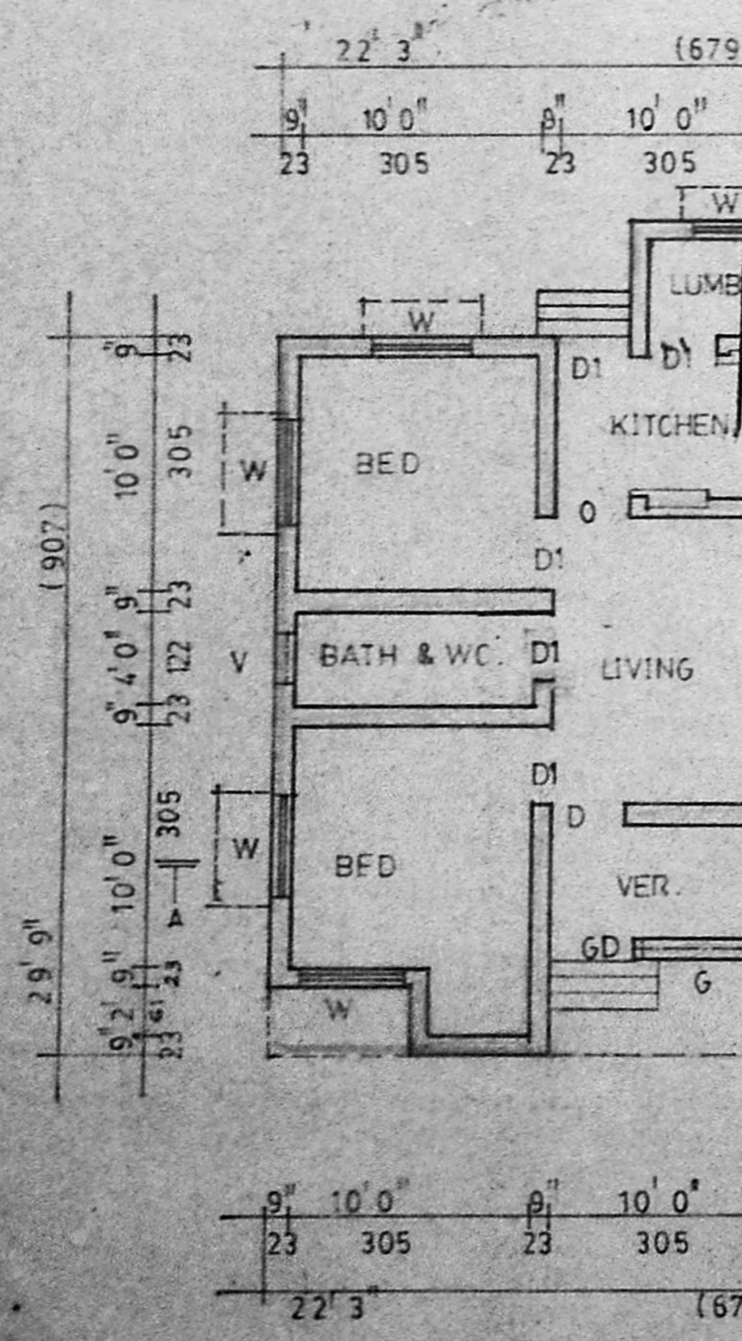 22' 3" (679
9" 10' 0" 9" 10' 0"
23 305 23 305
W
LUMB
W
D1 D1
KITCHEN
9" 23
10' 0" 305
W BED
O
(907)
D1
9" 23
4' 0" 122
V BATH & WC. D1 LIVING
9" 23
D1
305
D
10' 0"
W BED
VER.
A
GD
29' 9"
9" 23
G
2' 61
W
9" 23
9" 10' 0" 9" 10' 0"
23 305 23 305
22' 3" (67